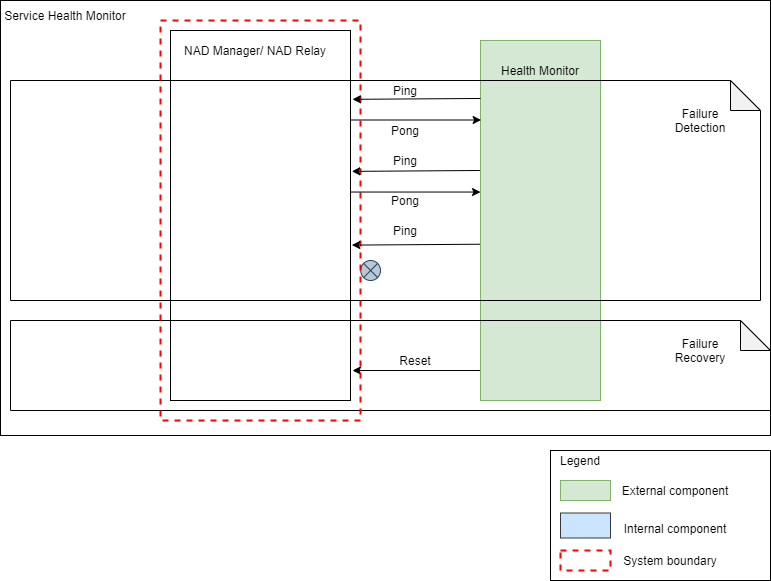 Service Health Monitor
NAD Manager/ NAD Relay
Health Monitor
Ping
Failure
Detection
Pong
Ping
Pong
Ping
Failure
Recovery
Reset
Legend
External component
Internal component
System boundary